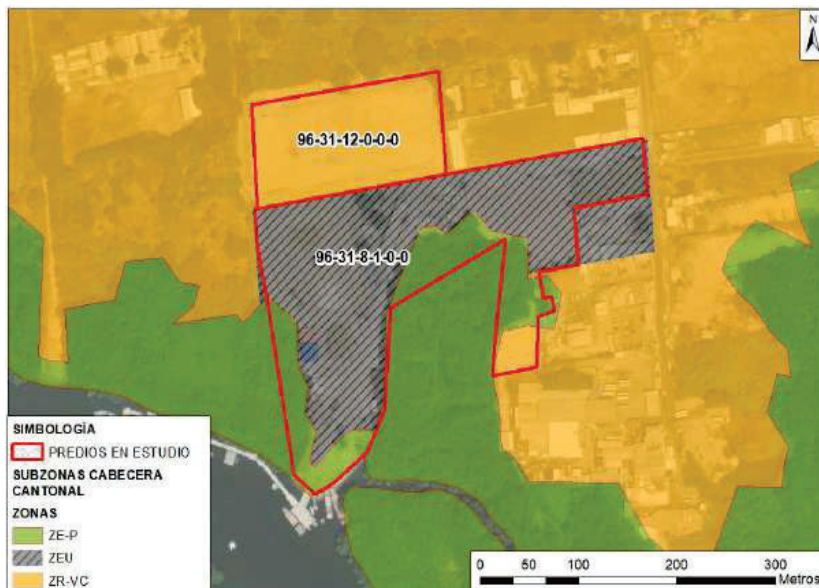 N
96-31-12-0-0-0
96-31-8-1-0-0
SIMBOLOGÍA
PREDIOS EN ESTUDIO
SUBZONAS CABECERA
CANTONAL
ZONAS
ZE-P
ZEU
ZR-VC
0 50 100 200 300
Metros